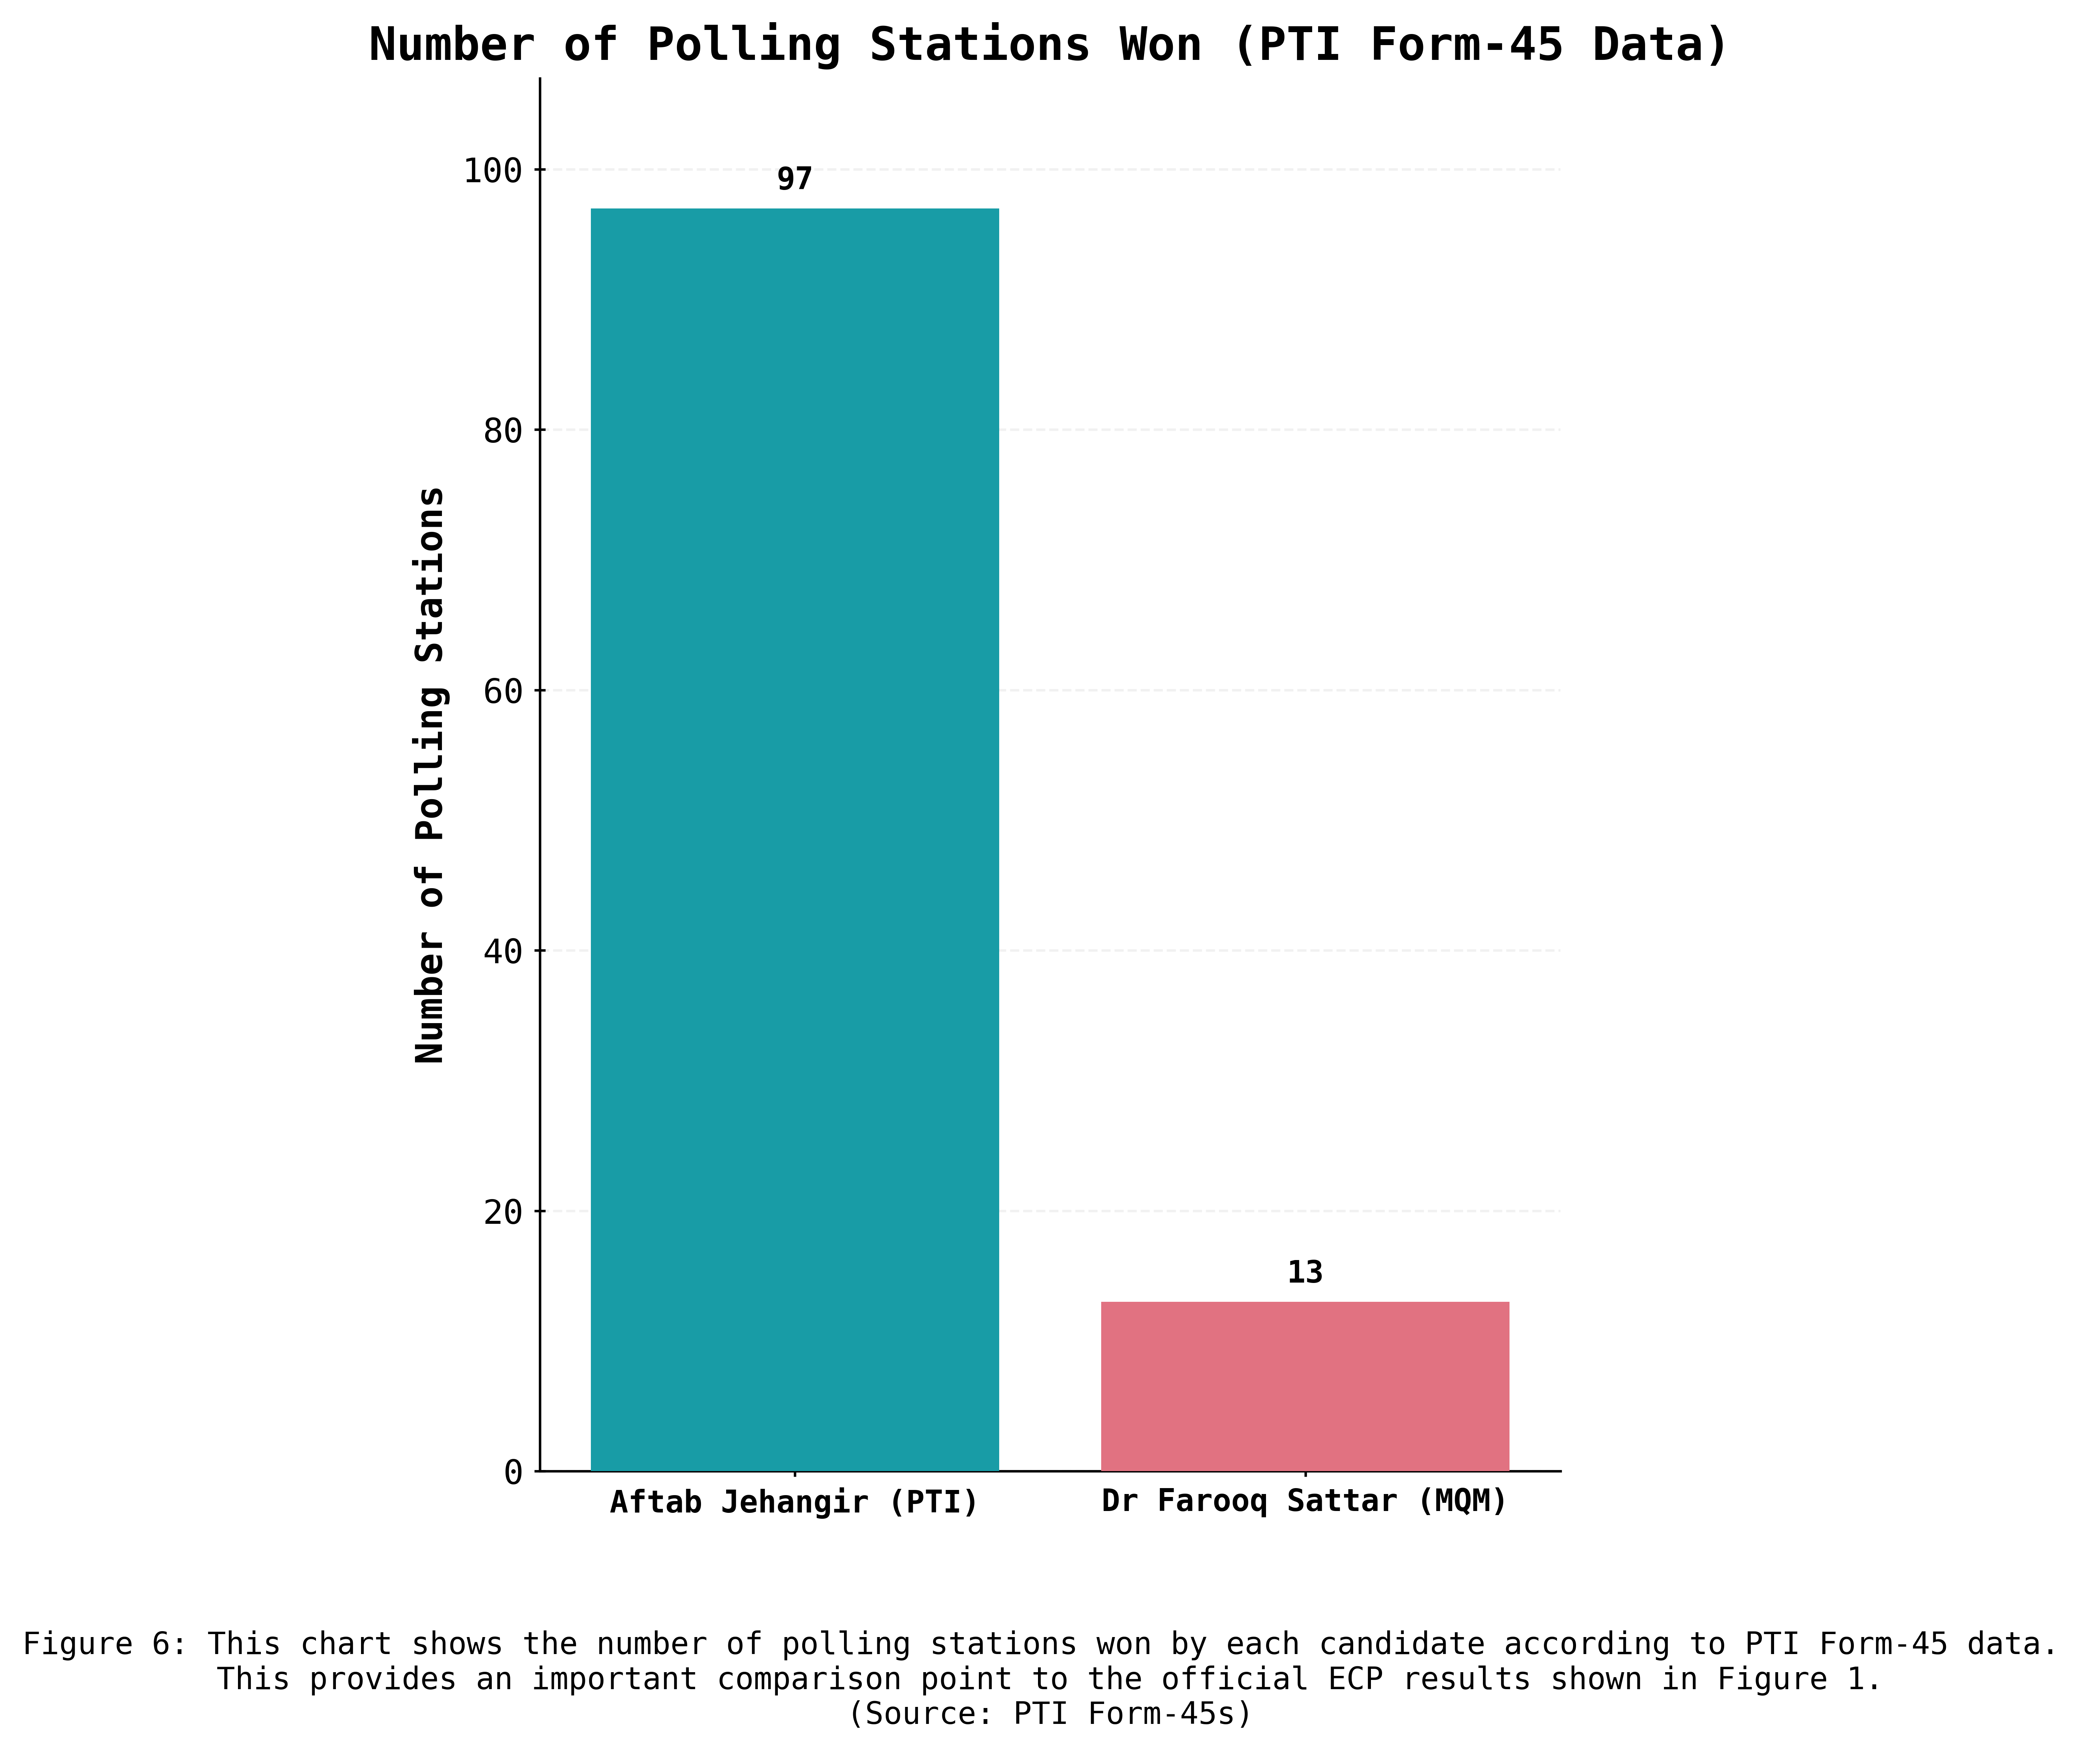 Number of Polling Stations Won (PTI Form-45 Data)
Number of Polling Stations
100
80
60
40
20
0
97
13
Aftab Jehangir (PTI)
Dr Farooq Sattar (MQM)
Figure 6: This chart shows the number of polling stations won by each candidate according to PTI Form-45 data.
This provides an important comparison point to the official ECP results shown in Figure 1.
(Source: PTI Form-45s)